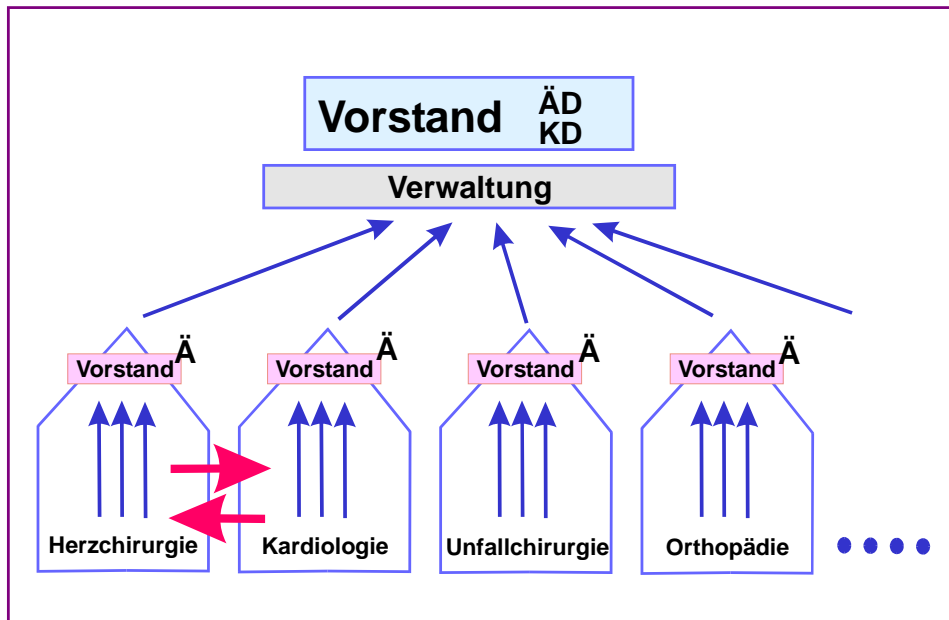 Vorstand ÄD
KD
Verwaltung
Vorstand Ä
Vorstand Ä
Vorstand Ä
Vorstand Ä
Herzchirurgie
Kardiologie
Unfallchirurgie
Orthopädie